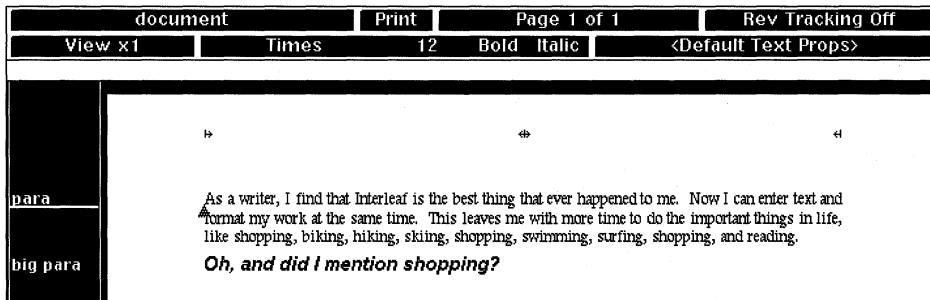 document Print Page 1 of 1 Rev Tracking Off
View x1 Times 12 Bold Italic <Default Text Props>
para
As a writer, I find that Interleaf is the best thing that ever happened to me. Now I can enter text and
format my work at the same time. This leaves me with more time to do the important things in life,
like shopping, biking, hiking, skiing, shopping, swimming, surfing, shopping, and reading.
big para
Oh, and did I mention shopping?